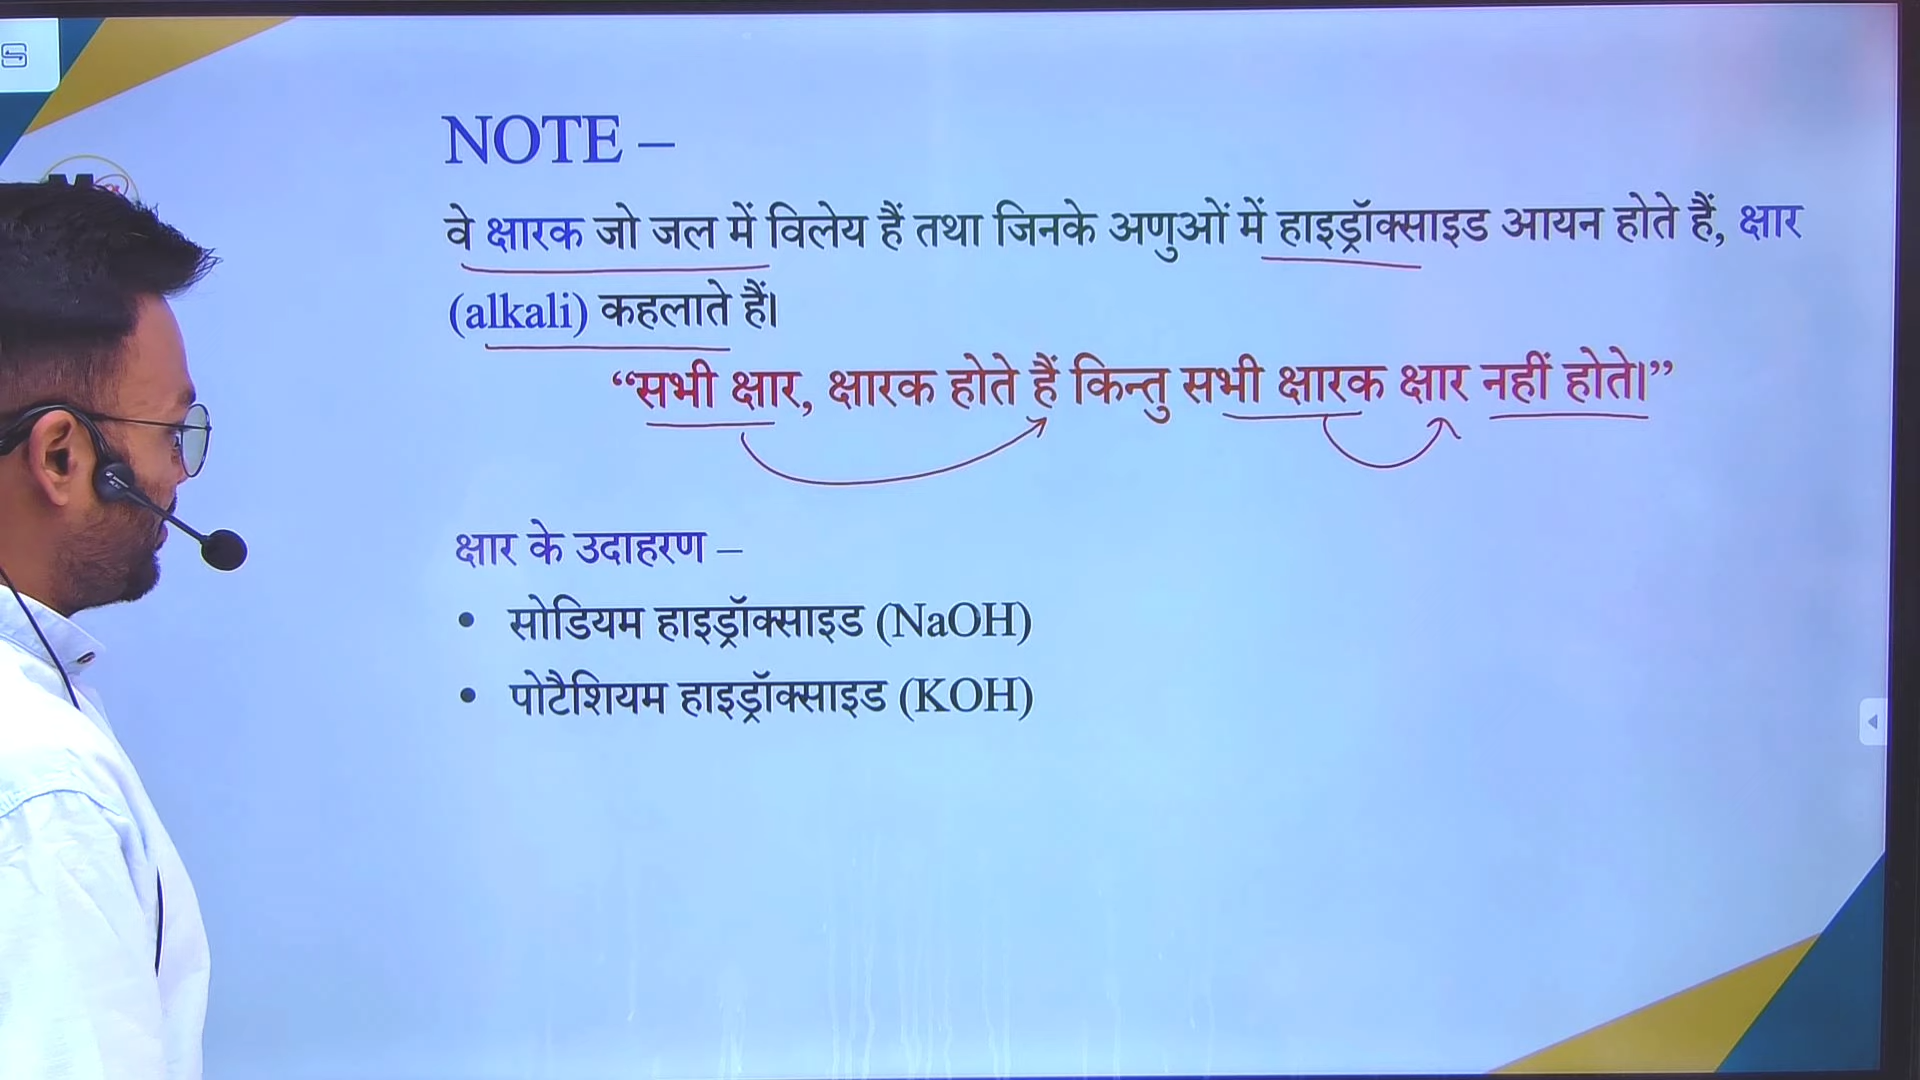 NOTE –
वे क्षारक जो जल में विलेय हैं तथा जिनके अणुओं में हाइड्रॉक्साइड आयन होते हैं, क्षार
(alkali) कहलाते हैं।
“सभी क्षार, क्षारक होते हैं किन्तु सभी क्षारक क्षार नहीं होते।”
क्षार के उदाहरण –
• सोडियम हाइड्रॉक्साइड (NaOH)
• पोटैशियम हाइड्रॉक्साइड (KOH)